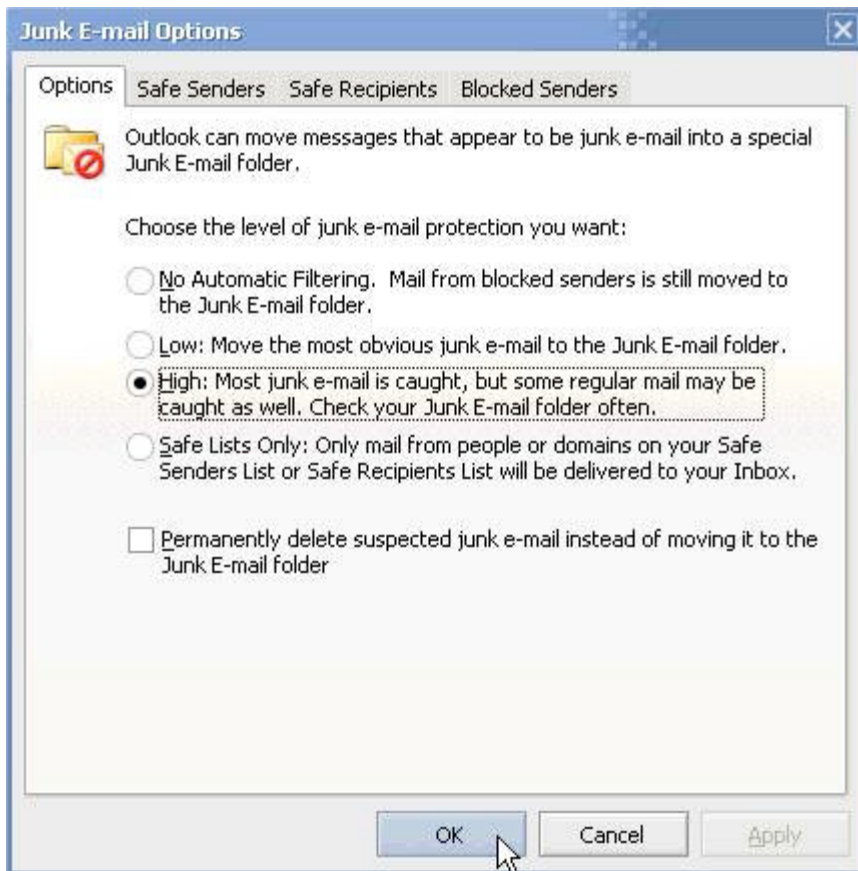 Junk E-mail Options
Options Safe Senders Safe Recipients Blocked Senders
Outlook can move messages that appear to be junk e-mail into a special
Junk E-mail folder.
Choose the level of junk e-mail protection you want:
No Automatic Filtering. Mail from blocked senders is still moved to
the Junk E-mail folder.
Low: Move the most obvious junk e-mail to the Junk E-mail folder.
High: Most junk e-mail is caught, but some regular mail may be
caught as well. Check your Junk E-mail folder often.
Safe Lists Only: Only mail from people or domains on your Safe
Senders List or Safe Recipients List will be delivered to your Inbox.
Permanently delete suspected junk e-mail instead of moving it to the
Junk E-mail folder
OK Cancel Apply